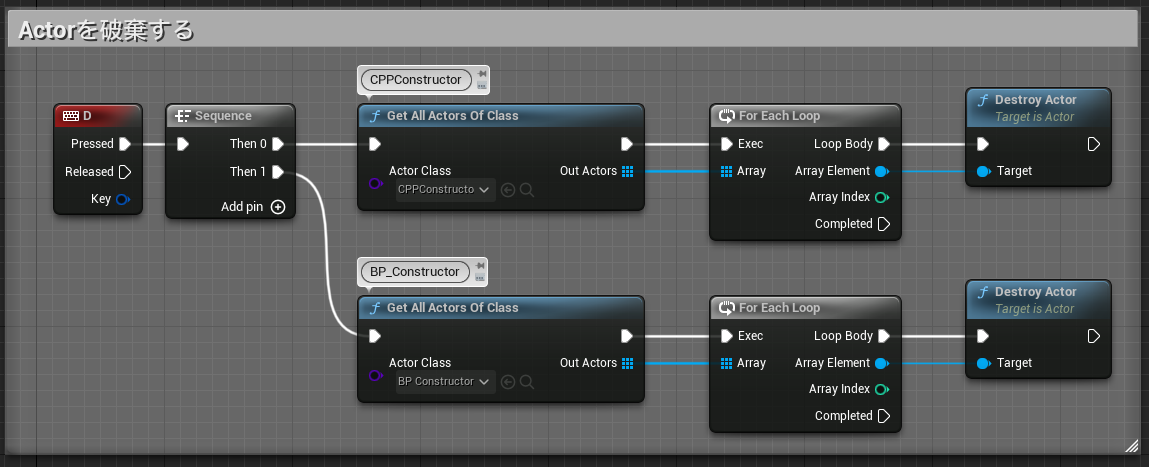 Actorを破棄する
CPPConstructor
D
Pressed
Released
Key
Sequence
Then 0
Then 1
Add pin
Get All Actors Of Class
Actor Class
CPPConstructo
Out Actors
For Each Loop
Exec
Loop Body
Array
Array Element
Array Index
Completed
Destroy Actor
Target is Actor
Target
BP_Constructor
Get All Actors Of Class
Actor Class
BP Constructor
Out Actors
For Each Loop
Exec
Loop Body
Array
Array Element
Array Index
Completed
Destroy Actor
Target is Actor
Target